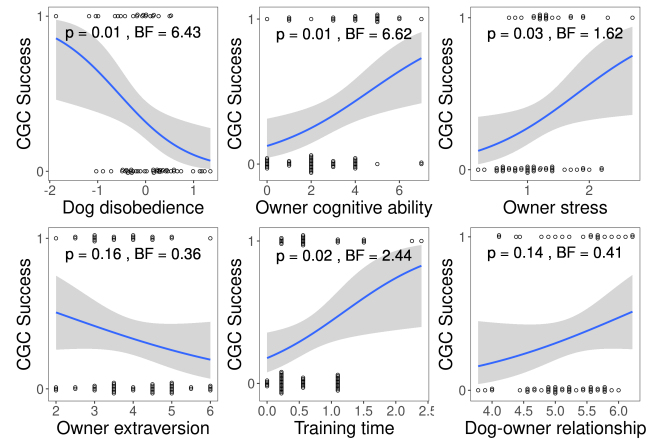 1
p = 0.01 , BF = 6.43
CGC Success
0
-2 -1 0 1
Dog disobedience
1
p = 0.01 , BF = 6.62
CGC Success
0
0 2 4 6
Owner cognitive ability
1
p = 0.03 , BF = 1.62
CGC Success
0
1 2
Owner stress
1
p = 0.16 , BF = 0.36
CGC Success
0
2 3 4 5 6
Owner extraversion
1
p = 0.02 , BF = 2.44
CGC Success
0
0.0 0.5 1.0 1.5 2.0 2.5
Training time
1
p = 0.14 , BF = 0.41
CGC Success
0
4.0 4.5 5.0 5.5 6.0
Dog-owner relationship